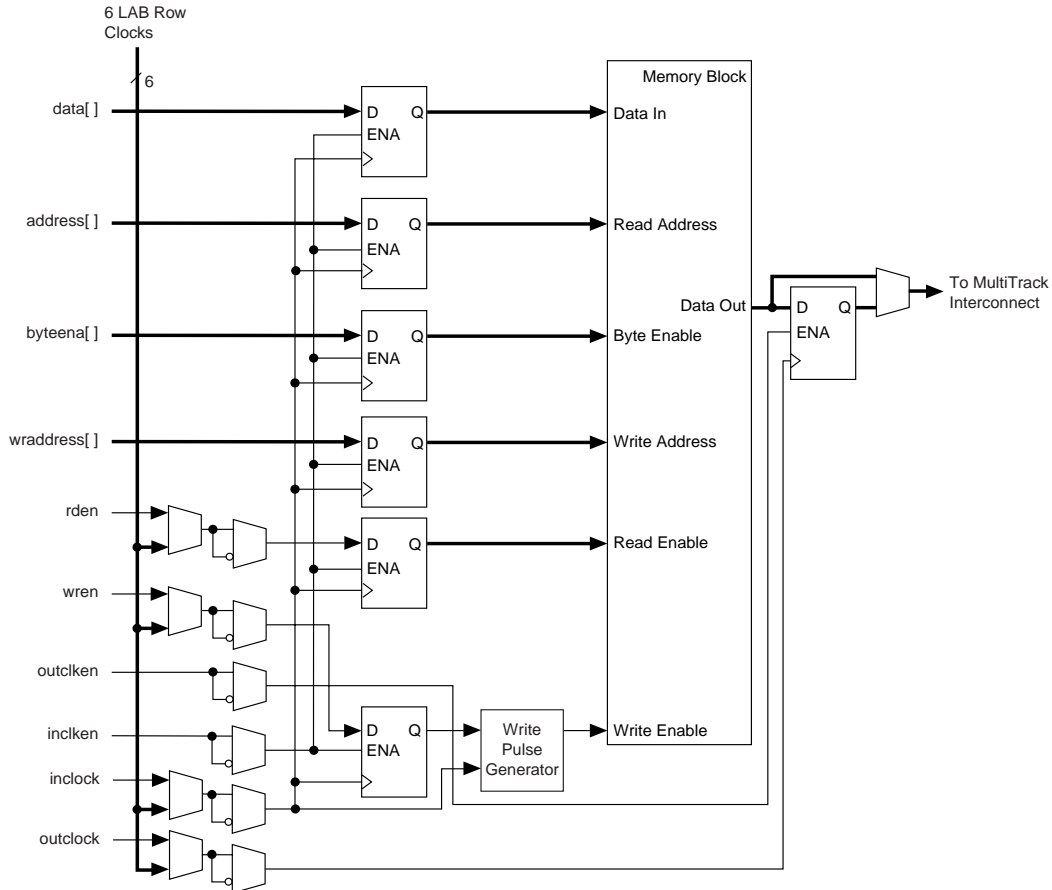 6 LAB Row
Clocks
6
Memory Block
data[ ]
D Q
ENA
Data In
address[ ]
D Q
ENA
Read Address
To MultiTrack
Interconnect
Data Out
D Q
ENA
byteena[ ]
D Q
ENA
Byte Enable
wraddress[ ]
D Q
ENA
Write Address
rden
D Q
ENA
Read Enable
wren
outclken
inclken
D Q
ENA
Write
Pulse
Generator
Write Enable
inclock
outclock